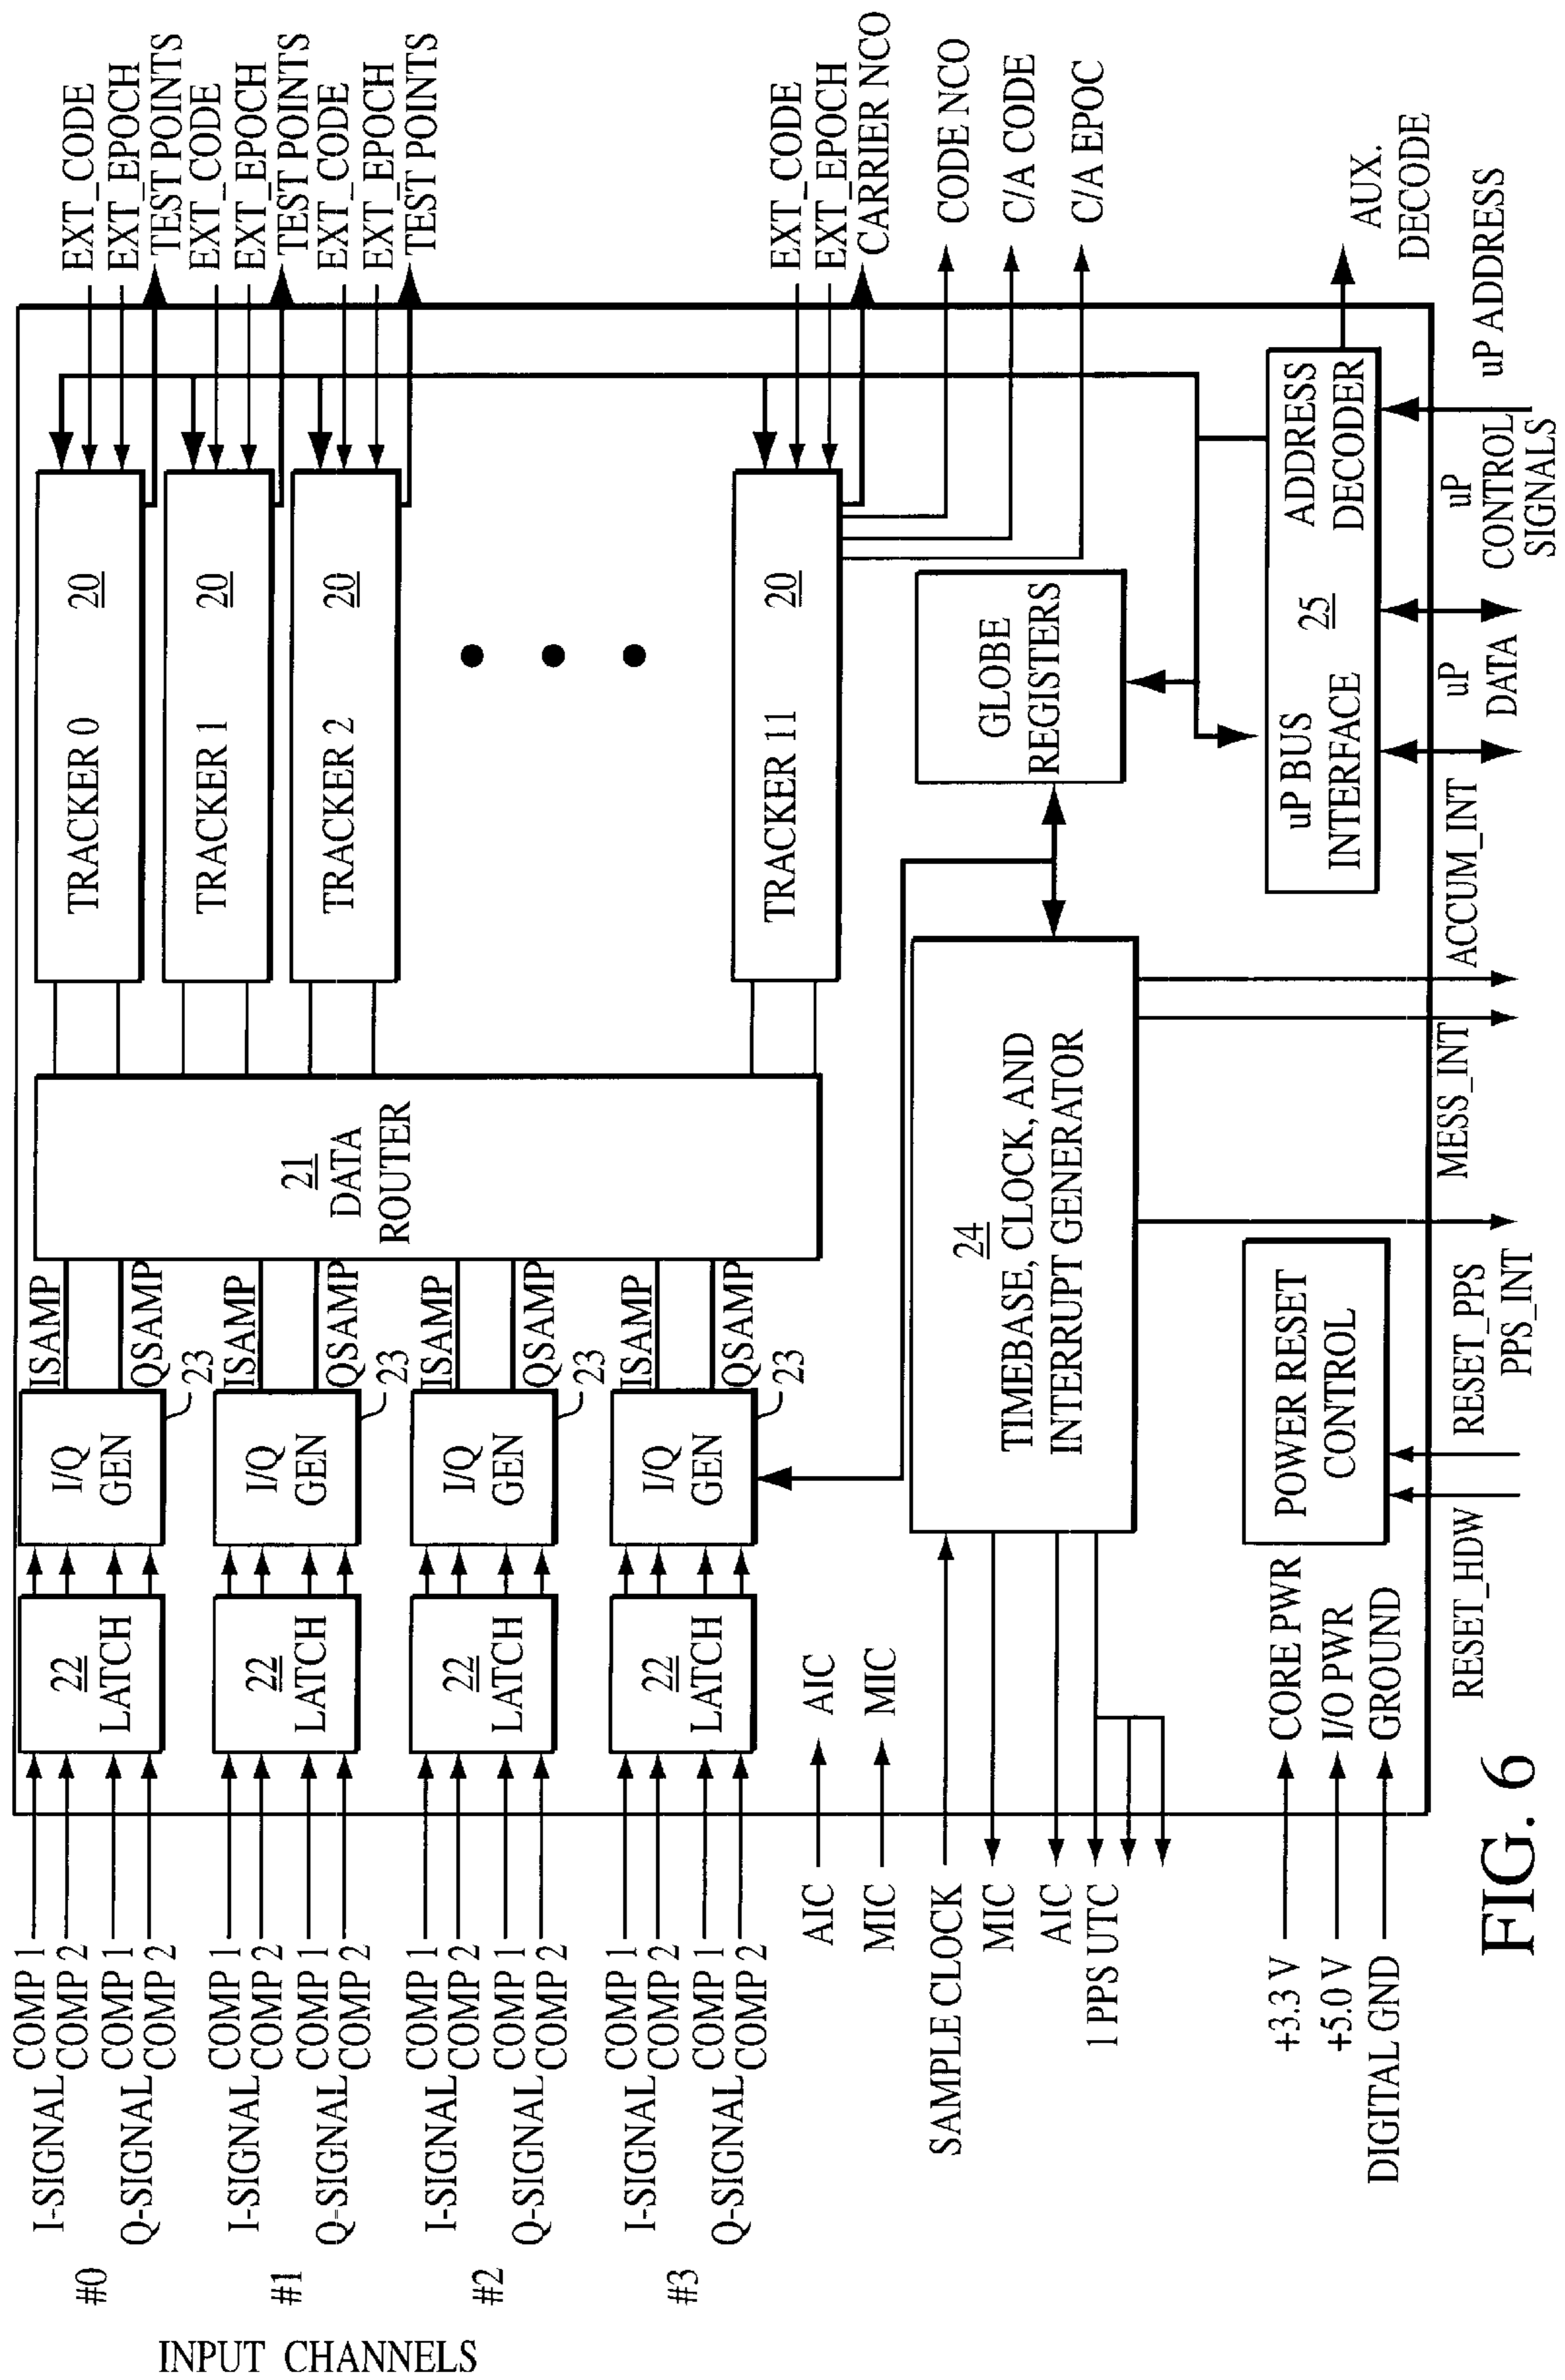 INPUT CHANNELS
#0
I-SIGNAL
COMP 1
COMP 2
Q-SIGNAL
COMP 1
COMP 2
22
LATCH
I/Q
GEN
23
ISAMP
QSAMP
#1
I-SIGNAL
COMP 1
COMP 2
Q-SIGNAL
COMP 1
COMP 2
22
LATCH
I/Q
GEN
23
ISAMP
QSAMP
#2
I-SIGNAL
COMP 1
COMP 2
Q-SIGNAL
COMP 1
COMP 2
22
LATCH
I/Q
GEN
23
ISAMP
QSAMP
#3
I-SIGNAL
COMP 1
COMP 2
Q-SIGNAL
COMP 1
COMP 2
22
LATCH
I/Q
GEN
23
ISAMP
QSAMP
21
DATA
ROUTER
TRACKER 0 20
EXT_CODE
EXT_EPOCH
TEST POINTS
TRACKER 1 20
EXT_CODE
EXT_EPOCH
TEST POINTS
TRACKER 2 20
EXT_CODE
EXT_EPOCH
TEST POINTS
TRACKER 11 20
EXT_CODE
EXT_EPOCH
CARRIER NCO
CODE NCO
C/A CODE
C/A EPOC
AIC AIC
MIC MIC
SAMPLE CLOCK
MIC
AIC
1 PPS UTC
24
TIMEBASE, CLOCK, AND
INTERRUPT GENERATOR
GLOBE
REGISTERS
+3.3 V CORE PWR
+5.0 V I/O PWR
DIGITAL GND GROUND
POWER RESET
CONTROL
uP BUS
INTERFACE
25
ADDRESS
DECODER
AUX.
DECODE
RESET_HDW
RESET_PPS
PPS_INT
MESS_INT
ACCUM_INT
uP
DATA
uP
CONTROL
SIGNALS
uP ADDRESS
FIG. 6